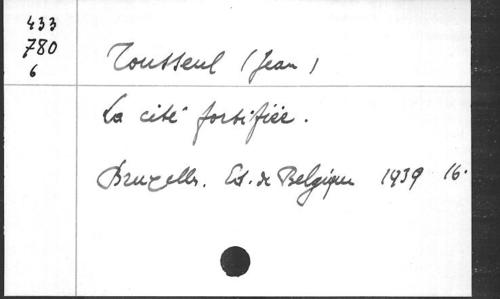 433
780
6
Tousseul (Jean)
La cité fortifiée.
Bruxelles. Ed. de Belgique 1939 16°